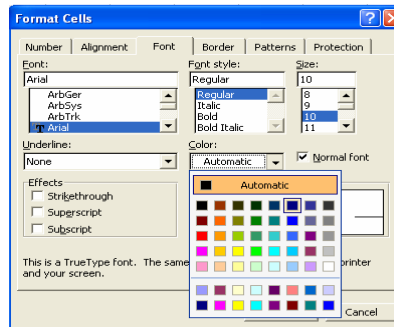 Format Cells
Number Alignment Font Border Patterns Protection
Font: Font style: Size:
Arial Regular 10
ArbGer Regular 8
ArbSys Italic 9
ArbTrk Bold 10
Arial Bold Italic 11
Underline: Color:
None Automatic Normal font
Effects Automatic
Strikethrough
Superscript
Subscript
This is a TrueType font. The same printer
and your screen.
Cancel